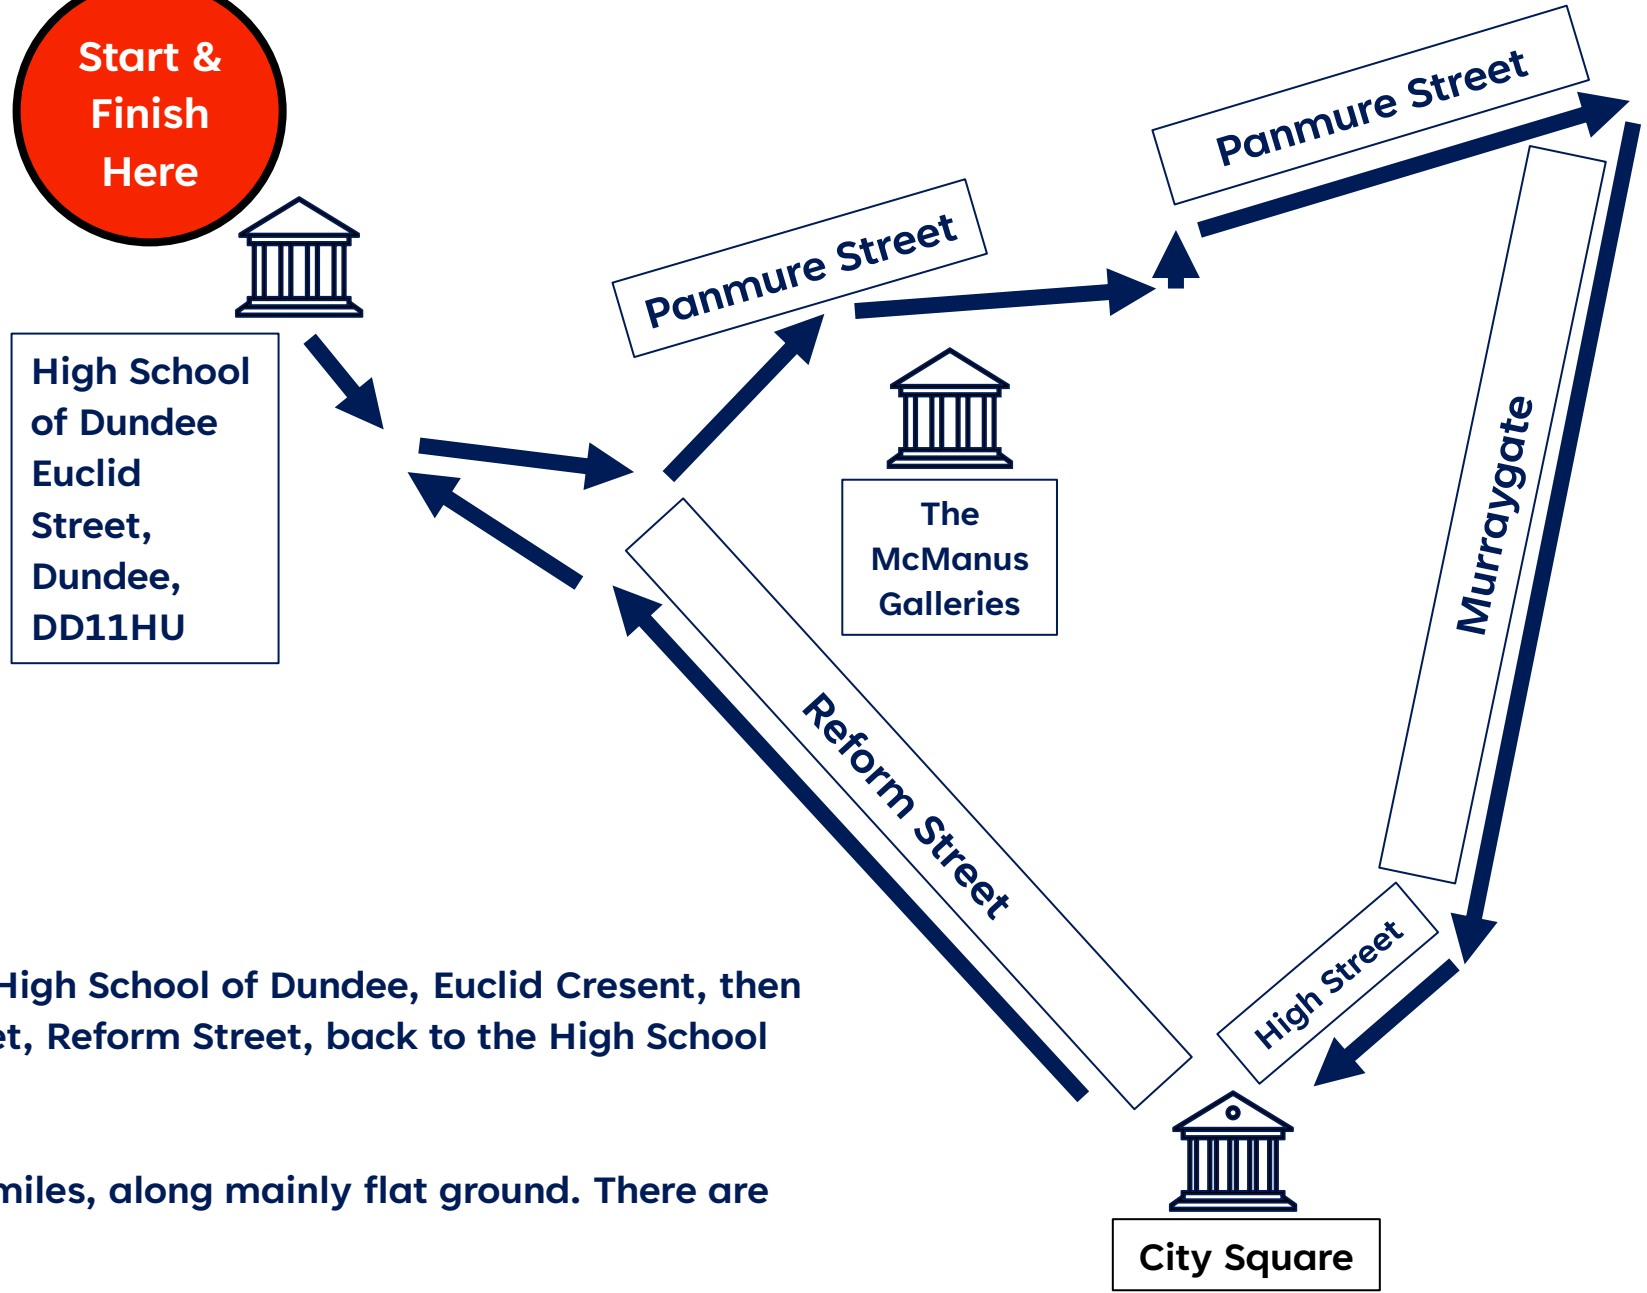 Start &
Finish
Here
Panmure Street
Panmure Street
High School
of Dundee
Euclid
Street,
Dundee,
DD11HU
The
McManus
Galleries
Murraygate
Reform Street
High Street
High School of Dundee, Euclid Cresent, then
et, Reform Street, back to the High School
miles, along mainly flat ground. There are
City Square